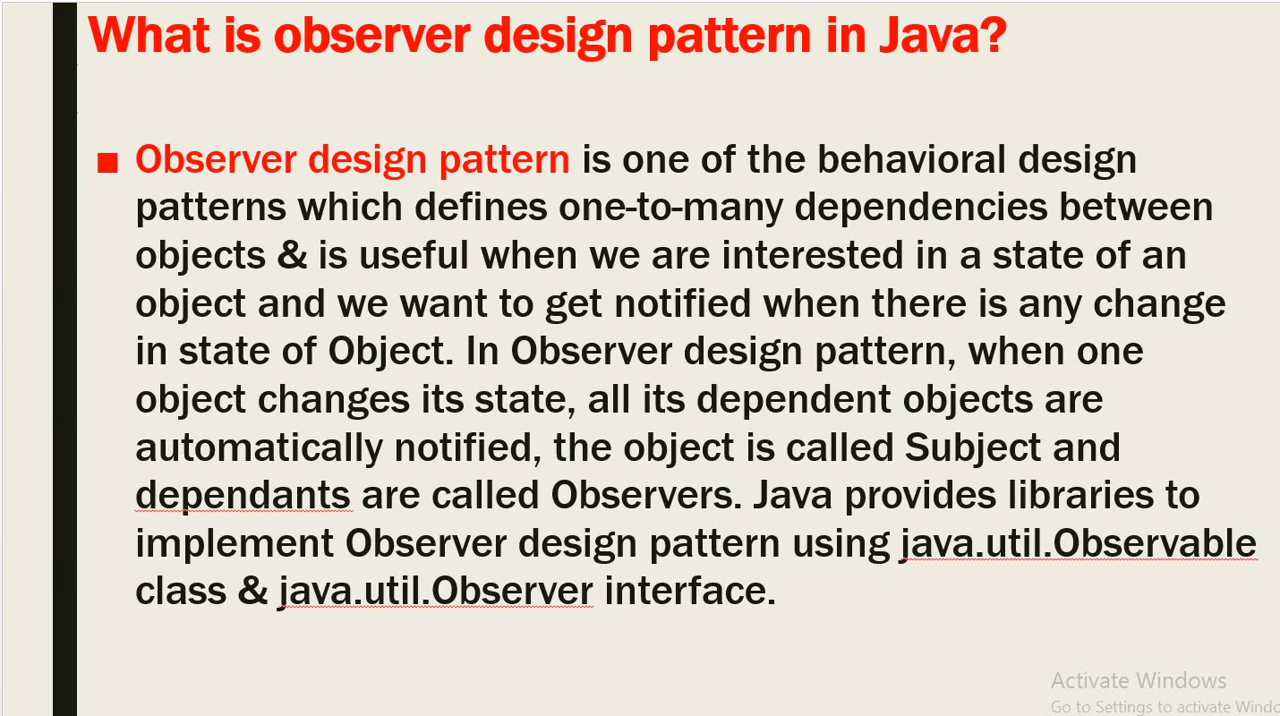 What is observer design pattern in Java?
Observer design pattern is one of the behavioral design
patterns which defines one-to-many dependencies between
objects & is useful when we are interested in a state of an
object and we want to get notified when there is any change
in state of Object. In Observer design pattern, when one
object changes its state, all its dependent objects are
automatically notified, the object is called Subject and
dependants are called Observers. Java provides libraries to
implement Observer design pattern using java.util.Observable
class & java.util.Observer interface.
Activate Windows
Go to Settings to activate Windo